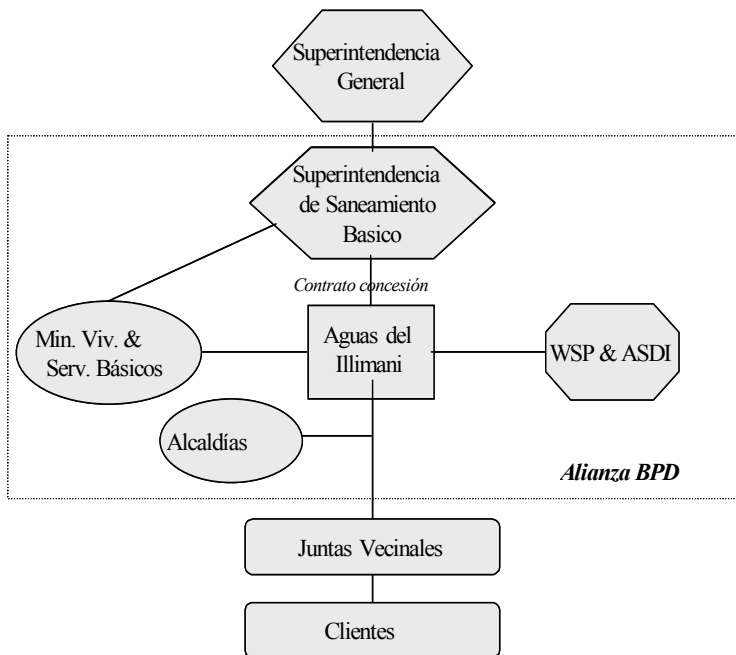 Superintendencia
General
Superintendencia
de Saneamiento
Basico
Contrato concesión
Min. Viv. &
Serv. Básicos
Aguas del
Illimani
WSP & ASDI
Alcaldías
Alianza BPD
Juntas Vecinales
Clientes